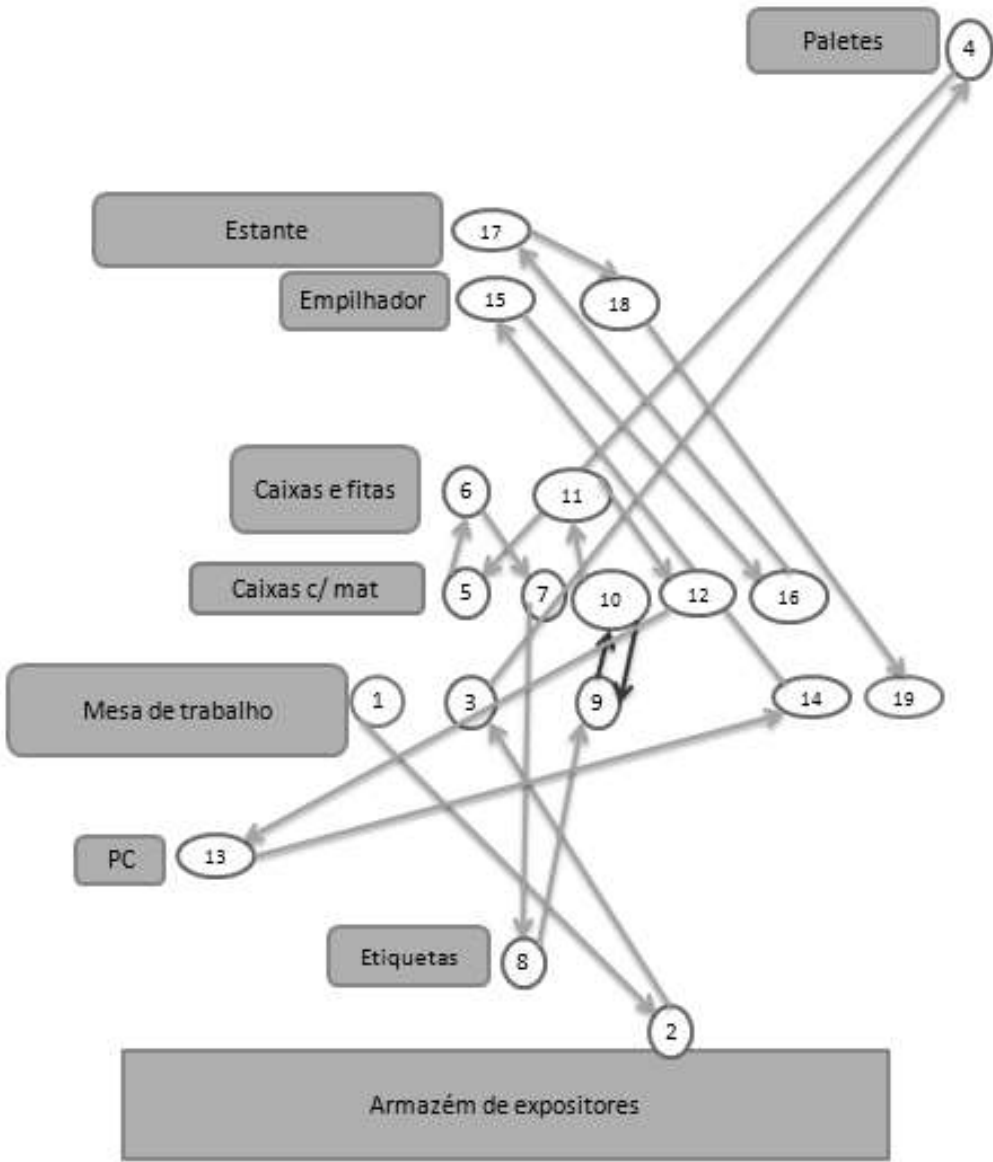 Paletes
4
Estante
17
Empilhador
15
18
Caixas e fitas
6
11
Caixas c/ mat
5
7
10
12
16
Mesa de trabalho
1
3
9
14
19
PC
13
Etiquetas
8
2
Armazém de expositores